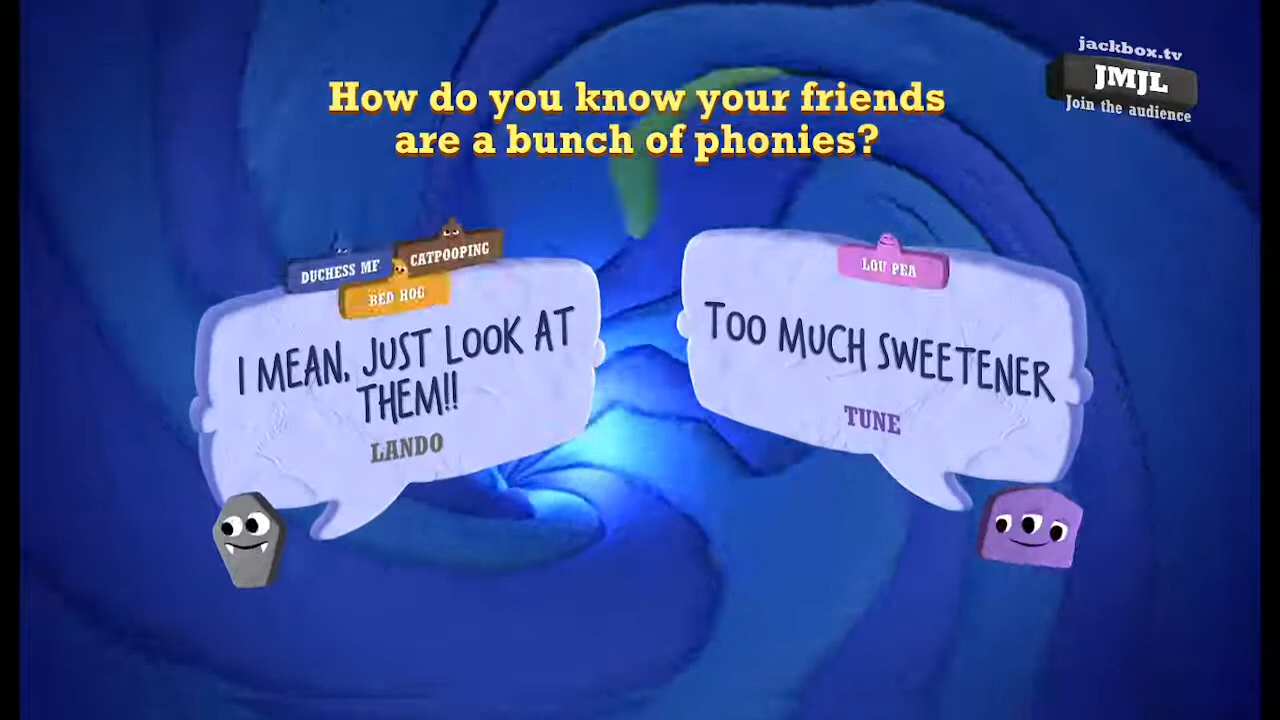 jackbox.tv
JMJL
Join the audience
How do you know your friends
are a bunch of phonies?
DUCHESS MF
CATPOOPING
BED HOG
I MEAN, JUST LOOK AT
THEM!!
LANDO
LOU PEA
TOO MUCH SWEETENER
TUNE